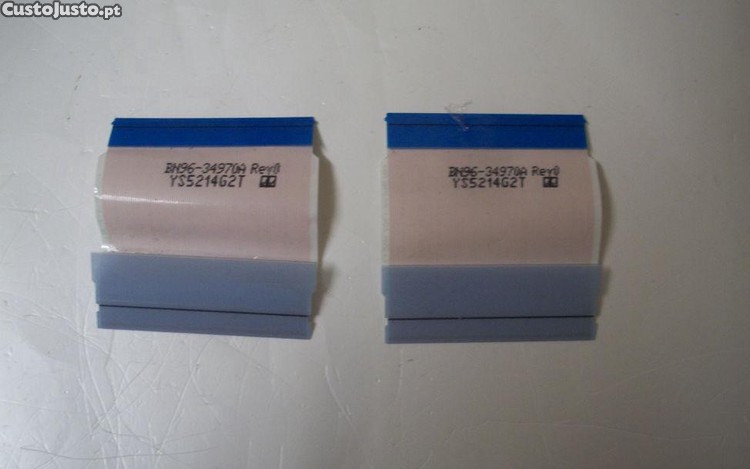 CustoJusto.pt
BN96-34970A Rev0
YS5214G2T
BN96-34970A Rev0
YS5214G2T